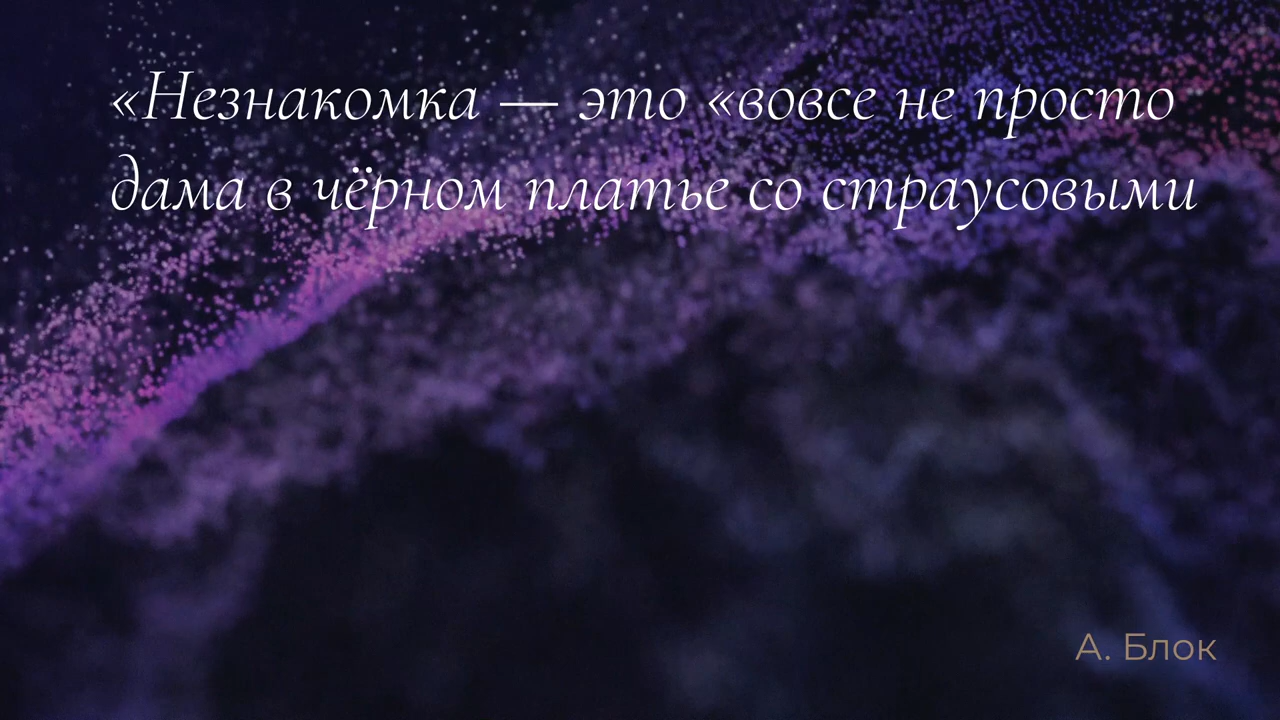 «Незнакомка — это «вовсе не просто
дама в чёрном платье со страусовыми
А. Блок